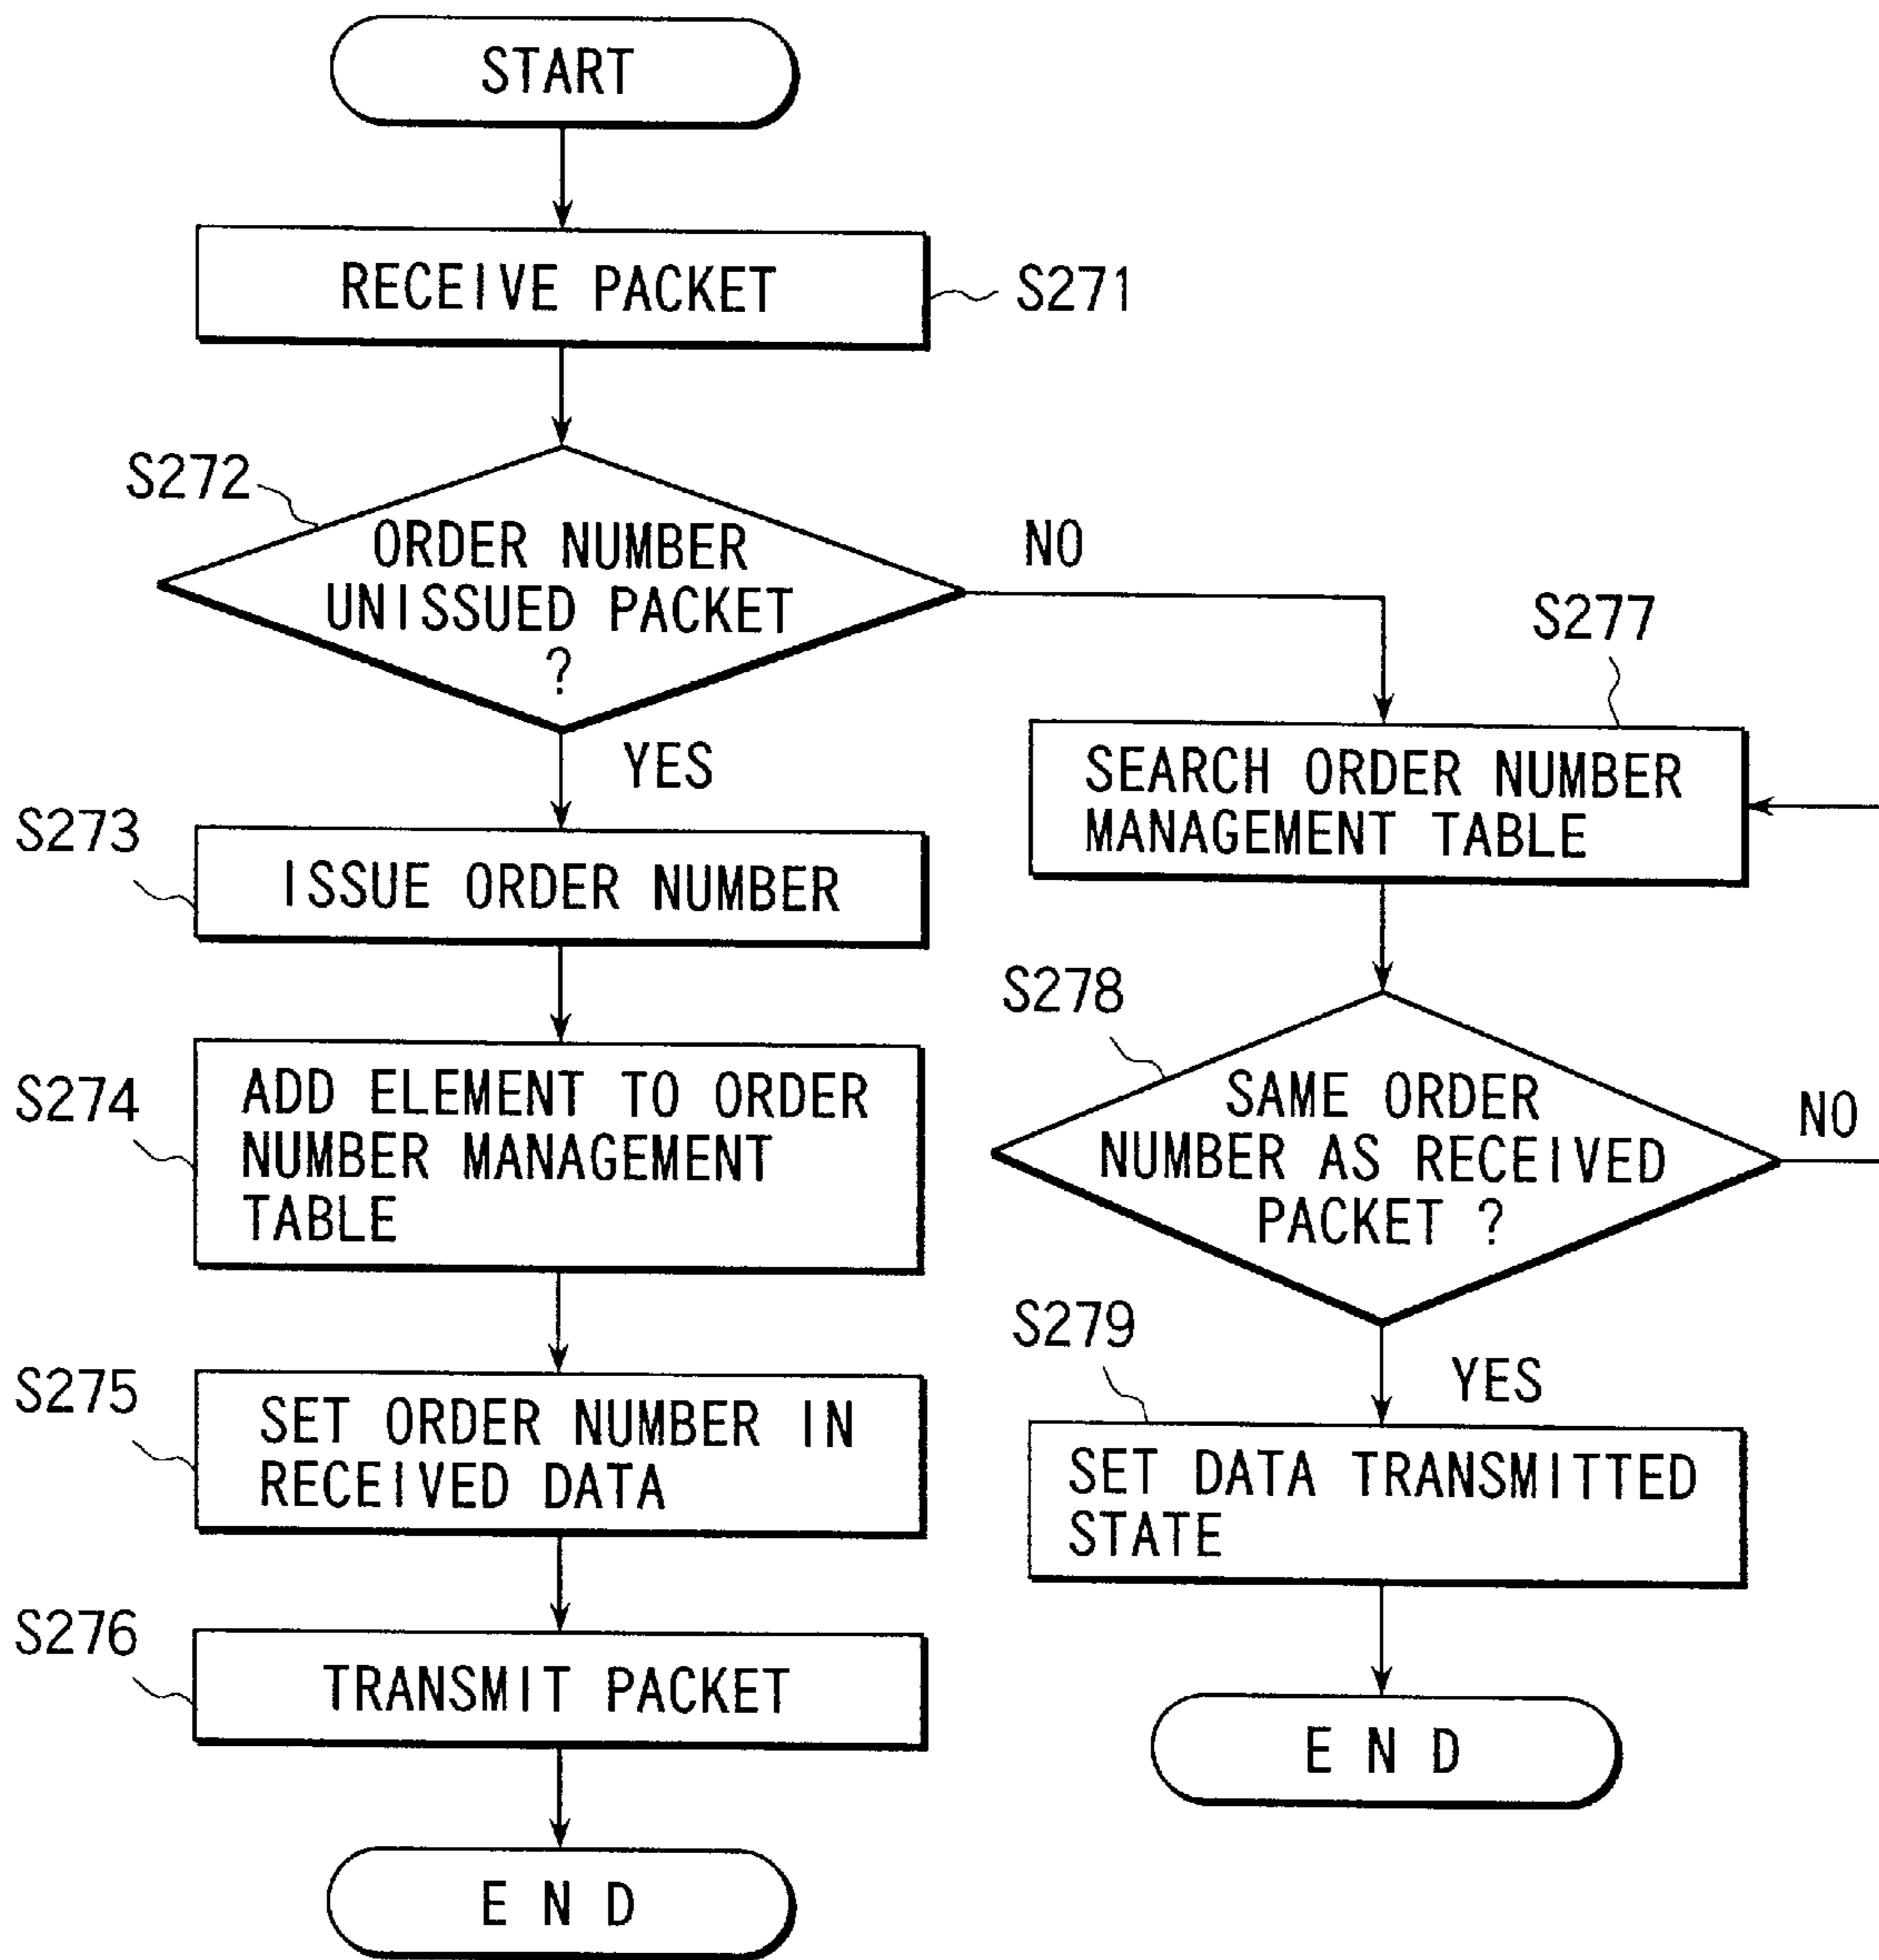 START
RECEIVE PACKET
S271
S272
ORDER NUMBER
UNISSUED PACKET
?
NO
YES
S273
ISSUE ORDER NUMBER
S274
ADD ELEMENT TO ORDER
NUMBER MANAGEMENT
TABLE
S275
SET ORDER NUMBER IN
RECEIVED DATA
S276
TRANSMIT PACKET
END
S277
SEARCH ORDER NUMBER
MANAGEMENT TABLE
S278
SAME ORDER
NUMBER AS RECEIVED
PACKET ?
NO
YES
S279
SET DATA TRANSMITTED
STATE
END